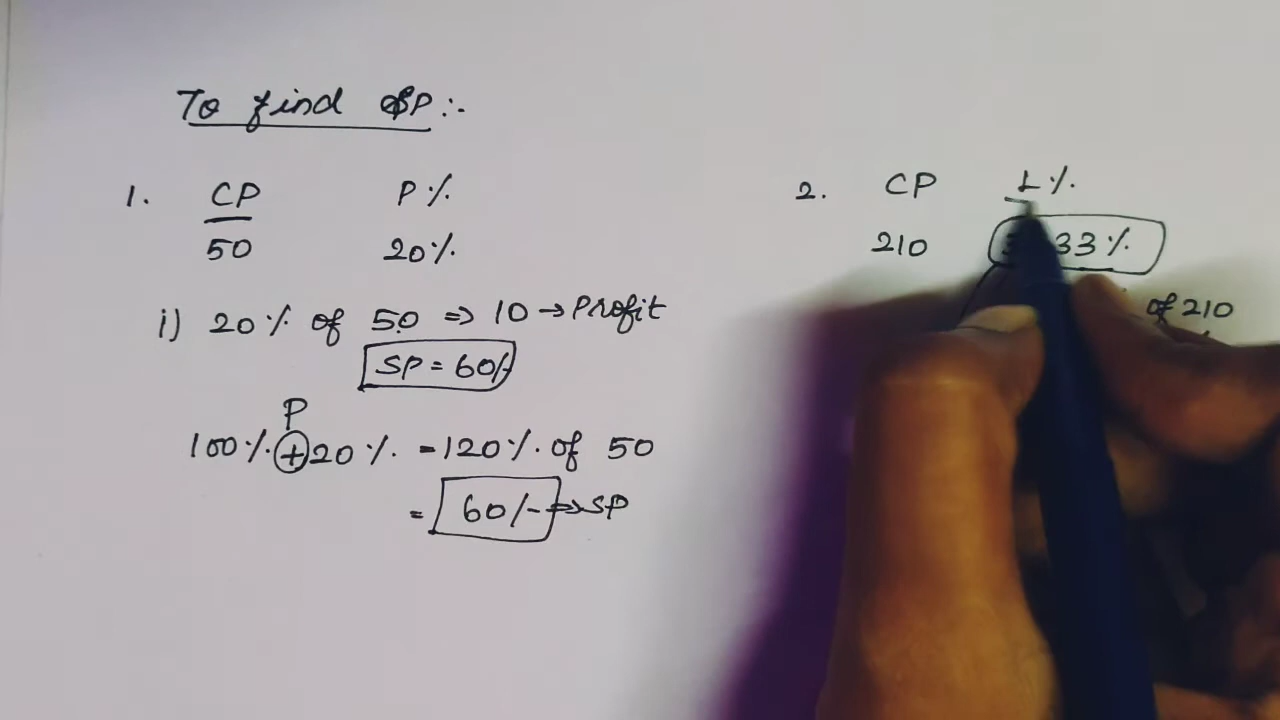 To find SP:-
1. CP P%
50 20%
i) 20% of 50 ⇒ 10 → Profit
SP = 60/-
P
100% + 20% = 120% of 50
= 60/- ⇒ SP
2. CP L%
210 33%
of 210